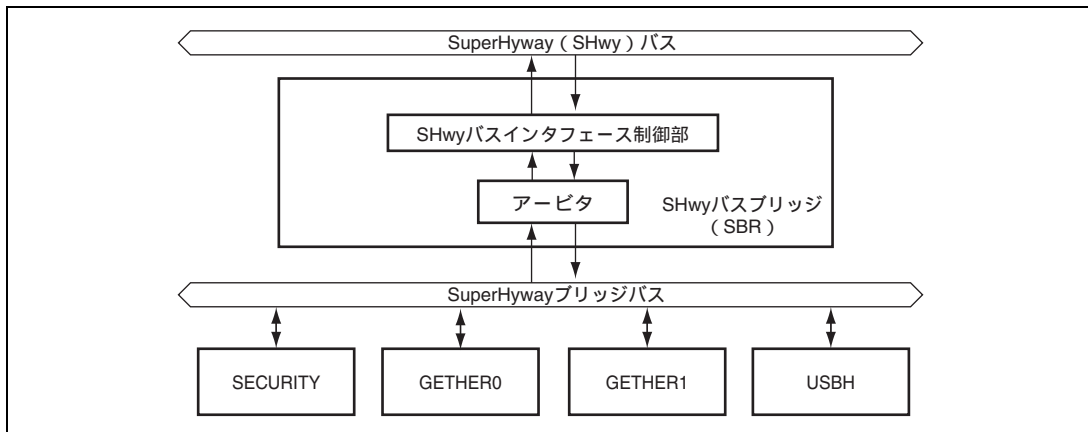 SuperHyway（SHwy）バス
SHwyバスインタフェース制御部
アービタ
SHwyバスブリッジ
（SBR）
SuperHywayブリッジバス
SECURITY
GETHER0
GETHER1
USBH